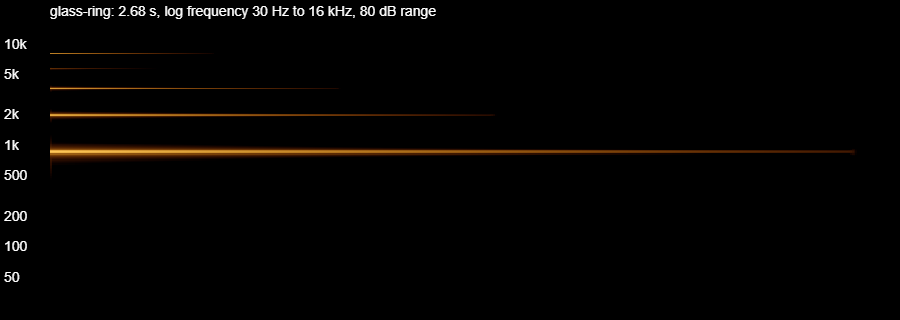 glass-ring: 2.68 s, log frequency 30 Hz to 16 kHz, 80 dB range
10k
5k
2k
1k
500
200
100
50